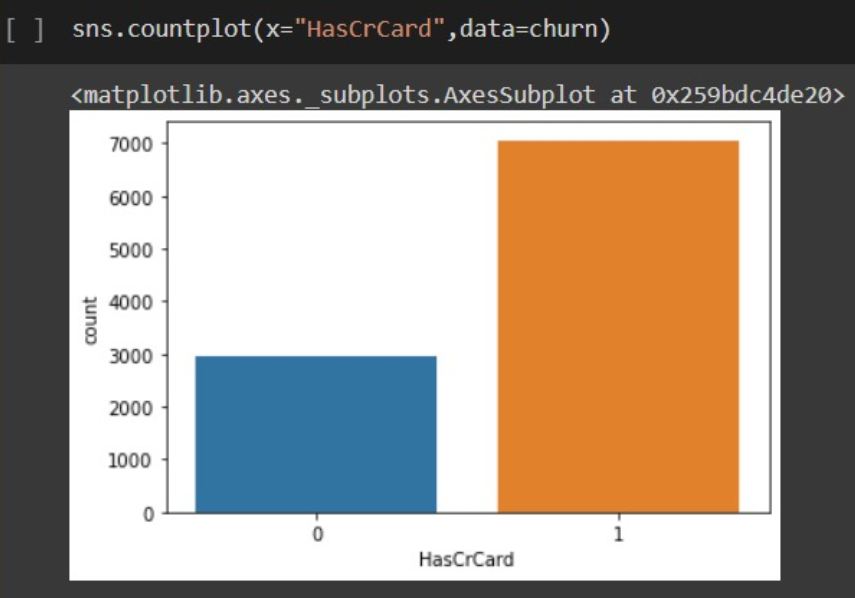 [ ] sns.countplot(x="HasCrCard",data=churn)
<matplotlib.axes._subplots.AxesSubplot at 0x259bdc4de20>
7000
6000
5000
4000
3000
2000
1000
0
count
0 1
HasCrCard